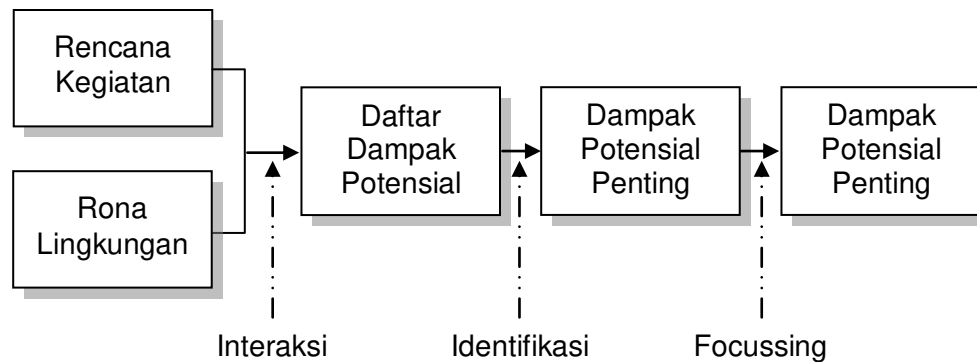 Rencana
Kegiatan
Rona
Lingkungan
Daftar
Dampak
Potensial
Dampak
Potensial
Penting
Dampak
Potensial
Penting
Interaksi
Identifikasi
Focussing